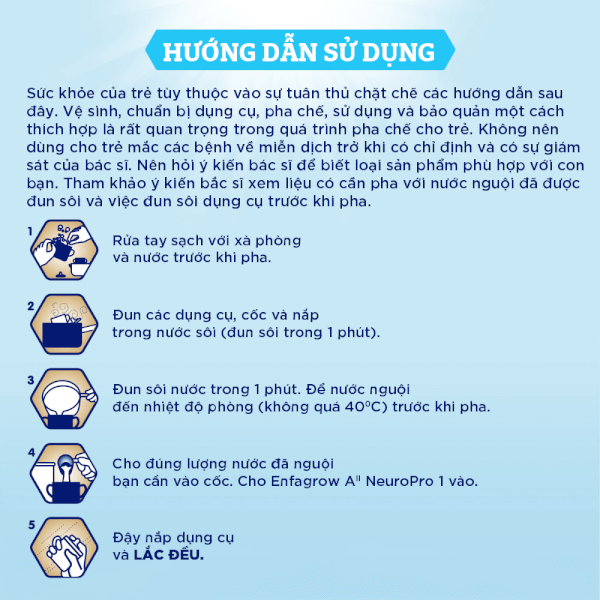 HƯỚNG DẪN SỬ DỤNG
Sức khỏe của trẻ tùy thuộc vào sự tuân thủ chặt chẽ các hướng dẫn sau
đây. Vệ sinh, chuẩn bị dụng cụ, pha chế, sử dụng và bảo quản một cách
thích hợp là rất quan trọng trong quá trình pha chế cho trẻ. Không nên
dùng cho trẻ mắc các bệnh về miễn dịch trở khi có chỉ định và có sự giám
sát của bác sĩ. Nên hỏi ý kiến bác sĩ để biết loại sản phẩm phù hợp với con
bạn. Tham khảo ý kiến bắc sĩ xem liệu có cần pha với nước nguội đã được
đun sôi và việc đun sôi dụng cụ trước khi pha.
1
Rửa tay sạch với xà phòng
và nước trước khi pha.
2
Đun các dụng cụ, cốc và nắp
trong nước sôi (đun sôi trong 1 phút).
3
Đun sôi nước trong 1 phút. Để nước nguội
đến nhiệt độ phòng (không quá 40⁰C) trước khi pha.
4
Cho đúng lượng nước đã nguội
bạn cần vào cốc. Cho Enfagrow Aᴵᴵ NeuroPro 1 vào.
5
Đậy nắp dụng cụ
và LẮC ĐỀU.